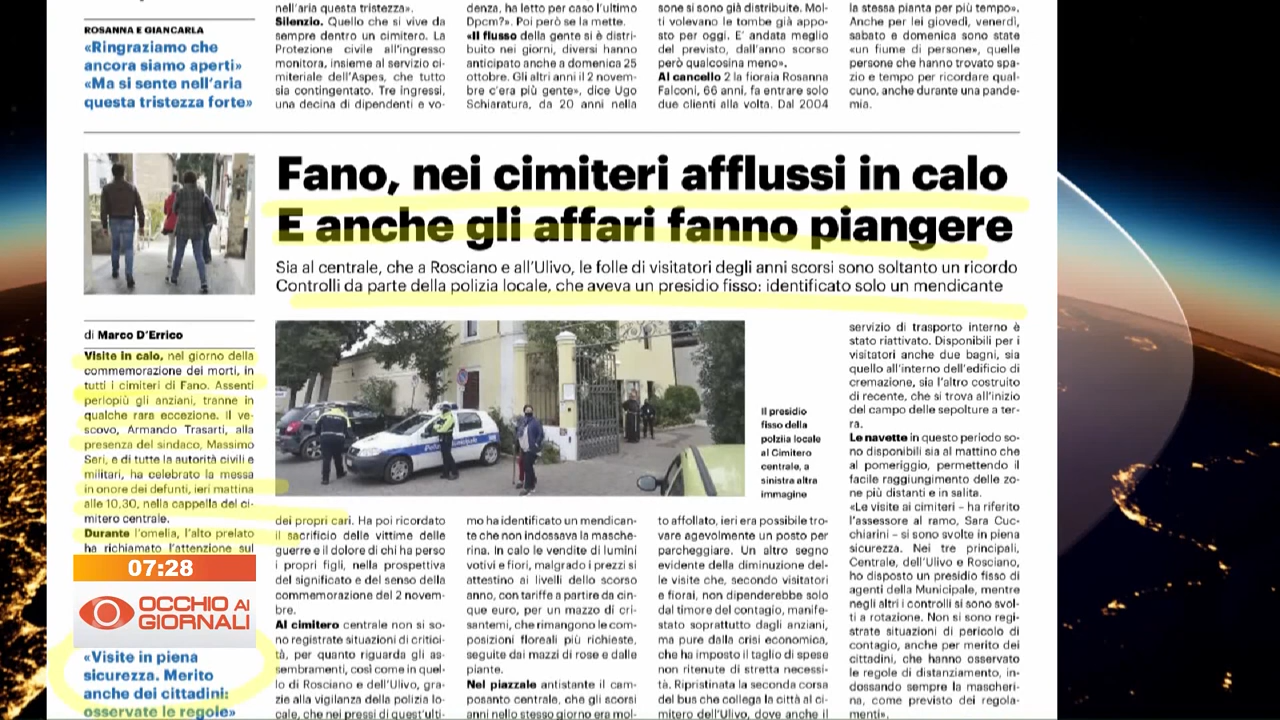 nell'aria questa tristezza».
Silenzio. Quello che si vive da
sempre dentro un cimitero. La
Protezione civile all'ingresso
monitora, insieme al servizio ci-
miteriale dell'Aspes, che tutto
sia contingentato. Tre ingressi,
una decina di dipendenti e vo-
denza, ha letto per caso l'ultimo
Dpcm?». Poi però se la mette.
«Il flusso della gente si è distri-
buito nei giorni, diversi hanno
anticipato anche a domenica 25
ottobre. Gli altri anni il 2 novem-
bre c'era più gente», dice Ugo
Schiaratura, da 20 anni nella
sone si sono già distribuite. Mol-
ti volevano le tombe già appo-
sto per oggi. E' andata meglio
del previsto, dall'anno scorso
però qualcosina meno».
Al cancello 2 la fioraia Rosanna
Falconi, 66 anni, fa entrare solo
due clienti alla volta. Dal 2004
la stessa pianta per più tempo».
Anche per lei giovedì, venerdì,
sabato e domenica sono state
«un fiume di persone», quelle
persone che hanno trovato spa-
zio e tempo per ricordare qual-
cuno, anche durante una pande-
mia.
ROSANNA E GIANCARLA
«Ringraziamo che
ancora siamo aperti»
«Ma si sente nell'aria
questa tristezza forte»
Fano, nei cimiteri afflussi in calo
E anche gli affari fanno piangere
Sia al centrale, che a Rosciano e all'Ulivo, le folle di visitatori degli anni scorsi sono soltanto un ricordo
Controlli da parte della polizia locale, che aveva un presidio fisso: identificato solo un mendicante
di Marco D'Errico
Visite in calo, nel giorno della
commemorazione dei morti, in
tutti i cimiteri di Fano. Assenti
perlopiù gli anziani, tranne in
qualche rara eccezione. Il ve-
scovo, Armando Trasarti, alla
presenza del sindaco, Massimo
Seri, e di tutte la autorità civili e
militari, ha celebrato la messa
in onore dei defunti, ieri mattina
alle 10,30, nella cappella del ci-
mitero centrale.
Durante l'omelia, l'alto prelato
ha richiamato l'attenzione sul
07:28
OCCHIO AI
GIORNALI
«Visite in piena
sicurezza. Merito
anche dei cittadini:
osservate le regole»
Polizia Municipale
Il presidio
fisso della
polzia locale
al Cimitero
centrale, a
sinistra altra
immagine
dei propri cari. Ha poi ricordato
il sacrificio delle vittime delle
guerre e il dolore di chi ha perso
i propri figli, nella prospettiva
del significato e del senso della
commemorazione del 2 novem-
bre.
Al cimitero centrale non si so-
no registrate situazioni di critici-
tà, per quanto riguarda gli as-
sembramenti, così come in quel-
lo di Rosciano e dell'Ulivo, gra-
zie alla vigilanza della polizia lo-
cale, che nei pressi di quest'ulti-
mo ha identificato un mendican-
te che non indossava la masche-
rina. In calo le vendite di lumini
votivi e fiori, malgrado i prezzi si
attestino ai livelli dello scorso
anno, con tariffe a partire da cin-
que euro, per un mazzo di cri-
santemi, che rimangono le com-
posizioni floreali più richieste,
seguite dai mazzi di rose e dalle
piante.
Nel piazzale antistante il cam-
posanto centrale, che gli scorsi
anni nello stesso giorno era mol-
to affollato, ieri era possibile tro-
vare agevolmente un posto per
parcheggiare. Un altro segno
evidente della diminuzione del-
le visite che, secondo visitatori
e fiorai, non dipenderebbe solo
dal timore del contagio, manife-
stato soprattutto dagli anziani,
ma pure dalla crisi economica,
che ha imposto il taglio di spese
non ritenute di stretta necessi-
tà. Ripristinata la seconda corsa
del bus che collega la città al ci-
mitero dell'Ulivo, dove anche il
servizio di trasporto interno è
stato riattivato. Disponibili per i
visitatori anche due bagni, sia
quello all'interno dell'edificio di
cremazione, sia l'altro costruito
di recente, che si trova all'inizio
del campo delle sepolture a ter-
ra.
Le navette in questo periodo so-
no disponibili sia al mattino che
al pomeriggio, permettendo il
facile raggiungimento delle zo-
ne più distanti e in salita.
«Le visite ai cimiteri – ha riferito
l'assessore al ramo, Sara Cuc-
chiarini – si sono svolte in piena
sicurezza. Nei tre principali,
Centrale, dell'Ulivo e Rosciano,
ho disposto un presidio fisso di
agenti della Municipale, mentre
negli altri i controlli si sono svol-
ti a rotazione. Non si sono regi-
strate situazioni di pericolo di
contagio, anche per merito dei
cittadini, che hanno osservato
le regole di distanziamento, in-
dossando sempre la mascheri-
na, come previsto dei regola-
menti».